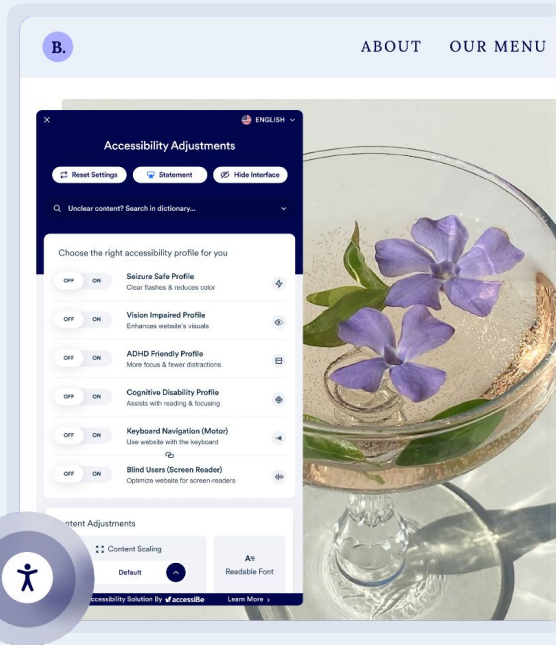 B.
ABOUT OUR MENU
ENGLISH
Accessibility Adjustments
Reset Settings
Statement
Hide Interface
Unclear content? Search in dictionary...
Choose the right accessibility profile for you
OFF ON
Seizure Safe Profile
Clear flashes & reduces color
OFF ON
Vision Impaired Profile
Enhances website's visuals
OFF ON
ADHD Friendly Profile
More focus & fewer distractions
OFF ON
Cognitive Disability Profile
Assists with reading & focusing
OFF ON
Keyboard Navigation (Motor)
Use website with the keyboard
OFF ON
Blind Users (Screen Reader)
Optimize website for screen-readers
ntent Adjustments
Content Scaling
Default
A
Readable Font
ccessibility Solution By accessiBe
Learn More